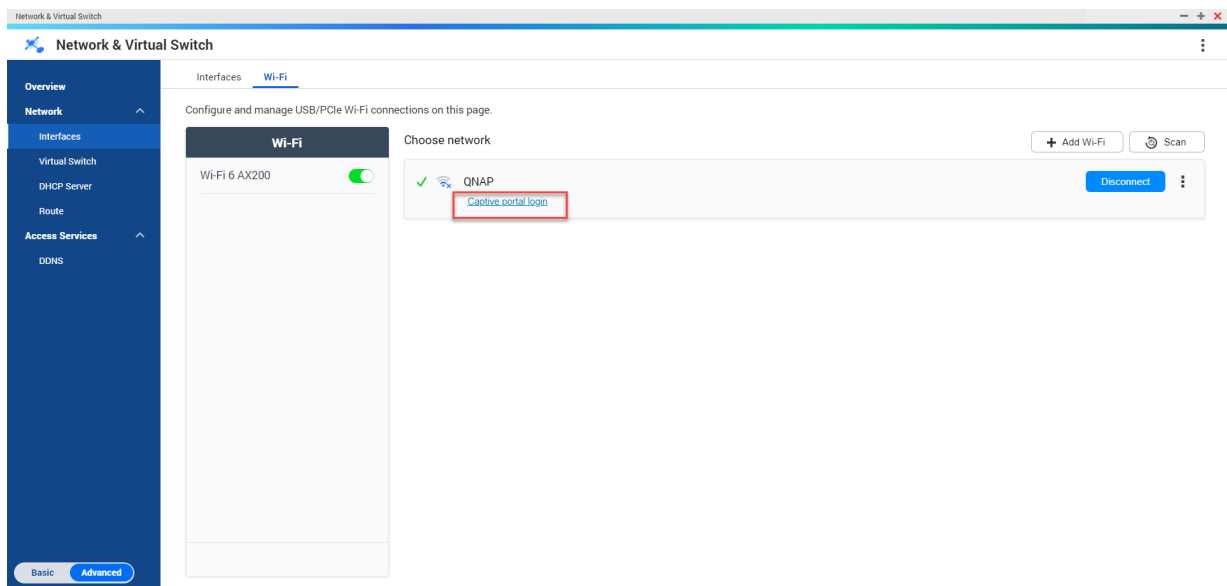 Network & Virtual Switch
Network & Virtual Switch
Overview
Network
Interfaces
Virtual Switch
DHCP Server
Route
Access Services
DDNS
Basic Advanced
Interfaces Wi-Fi
Configure and manage USB/PCIe Wi-Fi connections on this page.
Wi-Fi
Wi-Fi 6 AX200
Choose network
+ Add Wi-Fi Scan
QNAP
Captive portal login
Disconnect